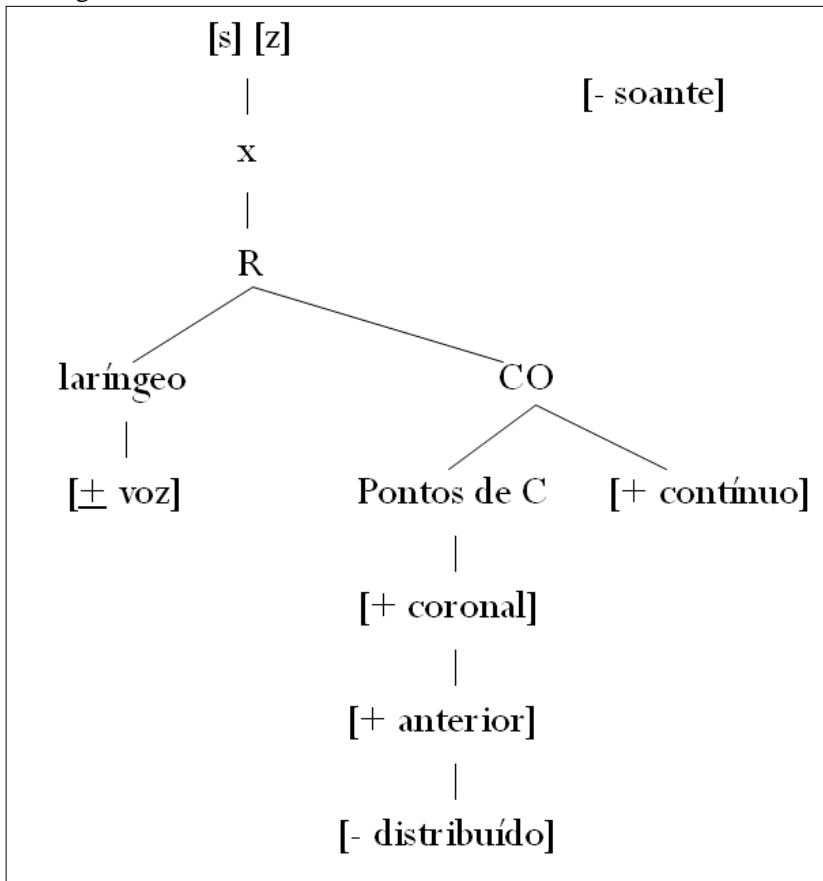 [s] [z]
[- soante]
x
R
laríngeo CO
[± voz] Pontos de C [+ contínuo]
[+ coronal]
[+ anterior]
[- distribuído]